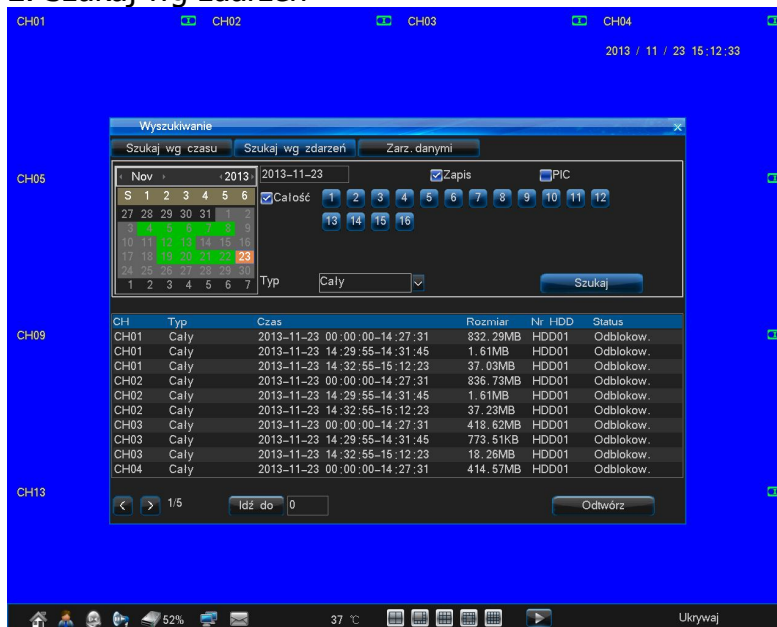 CH01 CH02 CH03 CH04
2013 / 11 / 23 15:12:33
Wyszukiwanie
Szukaj wg czasu Szukaj wg zdarzeń Zarz. danymi
CH05
Nov 2013 2013-11-23 Zapis PIC
S 1 2 3 4 5 6 Całość 1 2 3 4 5 6 7 8 9 10 11 12
27 28 29 30 31 1 2 13 14 15 16
3 4 5 6 7 8 9
10 11 12 13 14 15 16
17 18 19 20 21 22 23
24 25 26 27 28 29 30
1 2 3 4 5 6 7 Typ Cały Szukaj
CH Typ Czas Rozmiar Nr HDD Status
CH09
CH01 Cały 2013-11-23 00:00:00-14:27:31 832.29MB HDD01 Odblokow.
CH01 Cały 2013-11-23 14:29:55-14:31:45 1.61MB HDD01 Odblokow.
CH01 Cały 2013-11-23 14:32:55-15:12:23 37.03MB HDD01 Odblokow.
CH02 Cały 2013-11-23 00:00:00-14:27:31 836.73MB HDD01 Odblokow.
CH02 Cały 2013-11-23 14:29:55-14:31:45 1.61MB HDD01 Odblokow.
CH02 Cały 2013-11-23 14:32:55-15:12:23 37.23MB HDD01 Odblokow.
CH03 Cały 2013-11-23 00:00:00-14:27:31 418.62MB HDD01 Odblokow.
CH03 Cały 2013-11-23 14:29:55-14:31:45 773.51KB HDD01 Odblokow.
CH03 Cały 2013-11-23 14:32:55-15:12:23 18.26MB HDD01 Odblokow.
CH04 Cały 2013-11-23 00:00:00-14:27:31 414.57MB HDD01 Odblokow.
CH13
< > 1/5 Idź do 0 Odtwórz
52% 37 ℃ Ukrywaj